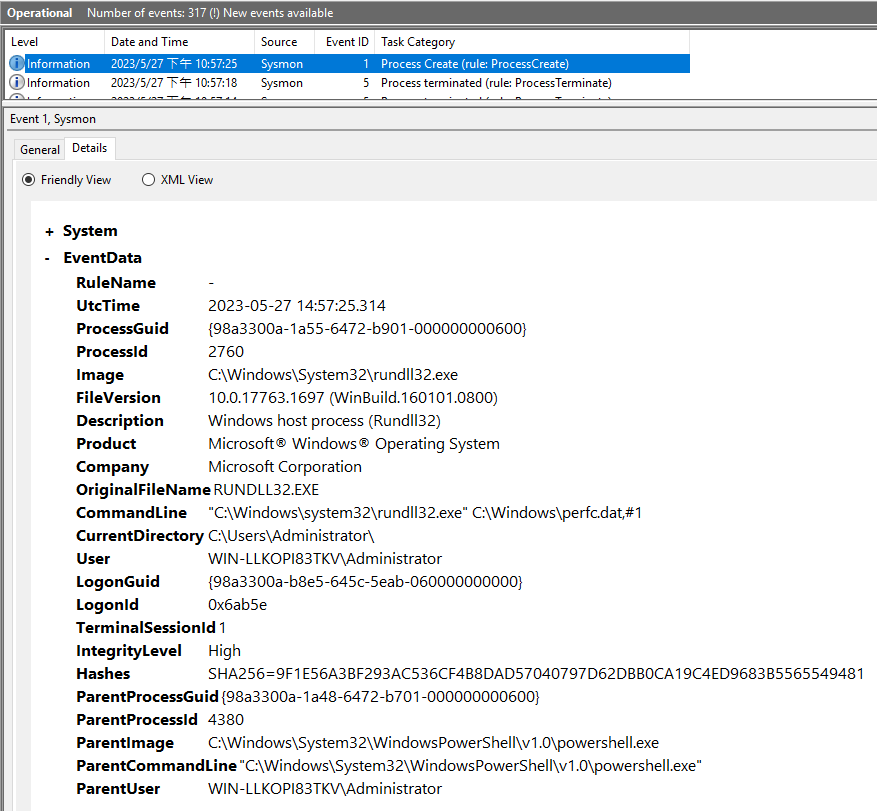 Operational Number of events: 317 (!) New events available
Level Date and Time Source Event ID Task Category
Information 2023/5/27 下午 10:57:25 Sysmon 1 Process Create (rule: ProcessCreate)
Information 2023/5/27 下午 10:57:18 Sysmon 5 Process terminated (rule: ProcessTerminate)
Event 1, Sysmon
General Details
Friendly View XML View
+ System
- EventData
RuleName -
UtcTime 2023-05-27 14:57:25.314
ProcessGuid {98a3300a-1a55-6472-b901-000000000600}
ProcessId 2760
Image C:\Windows\System32\rundll32.exe
FileVersion 10.0.17763.1697 (WinBuild.160101.0800)
Description Windows host process (Rundll32)
Product Microsoft® Windows® Operating System
Company Microsoft Corporation
OriginalFileName RUNDLL32.EXE
CommandLine "C:\Windows\system32\rundll32.exe" C:\Windows\perfc.dat,#1
CurrentDirectory C:\Users\Administrator\
User WIN-LLKOPI83TKV\Administrator
LogonGuid {98a3300a-b8e5-645c-5eab-060000000000}
LogonId 0x6ab5e
TerminalSessionId 1
IntegrityLevel High
Hashes SHA256=9F1E56A3BF293AC536CF4B8DAD57040797D62DBB0CA19C4ED9683B5565549481
ParentProcessGuid {98a3300a-1a48-6472-b701-000000000600}
ParentProcessId 4380
ParentImage C:\Windows\System32\WindowsPowerShell\v1.0\powershell.exe
ParentCommandLine "C:\Windows\System32\WindowsPowerShell\v1.0\powershell.exe"
ParentUser WIN-LLKOPI83TKV\Administrator